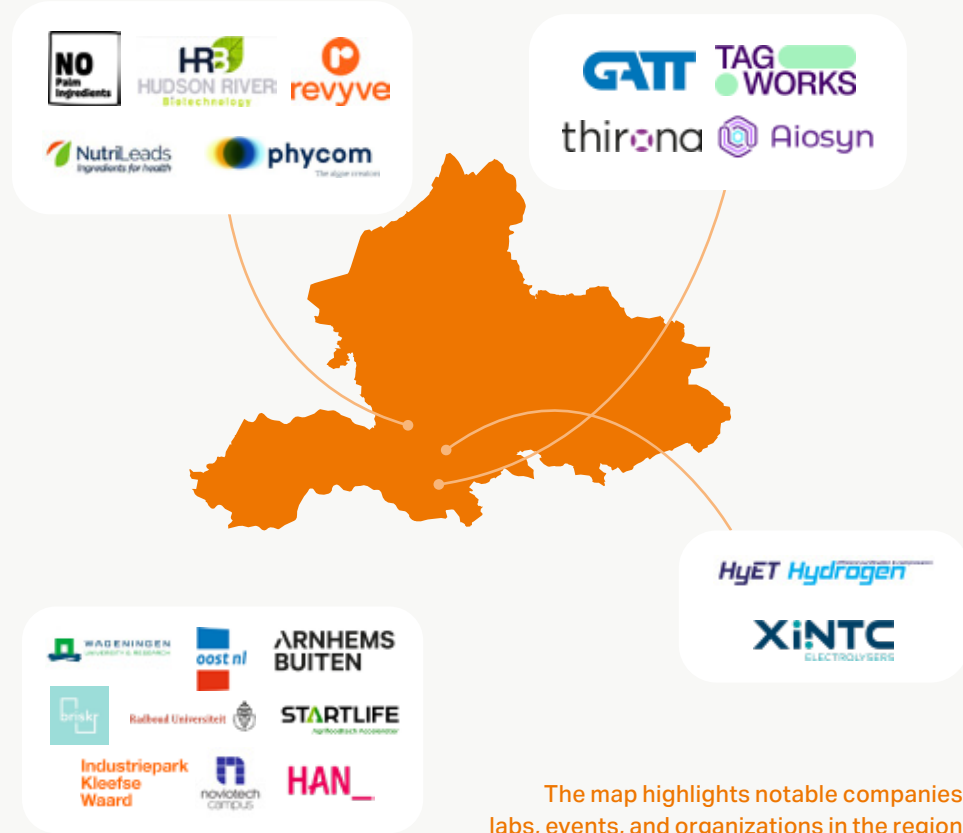 NO
Palm
Ingredients
HRB
HUDSON RIVER
Biotechnology
revyve
NutriLeads
Ingredients for health
phycom
The algae creators
GATT
TAG
WORKS
thirona
Aiosyn
HyET Hydrogen
XiNTC
ELECTROLYSERS
WAGENINGEN
UNIVERSITY & RESEARCH
oost nl
ARNHEMS
BUITEN
briskr
Radboud Universiteit
STARTLIFE
Agrifoodtech Accelerator
Industriepark
Kleefse
Waard
noviotech
campus
HAN_
The map highlights notable companies
labs, events, and organizations in the region